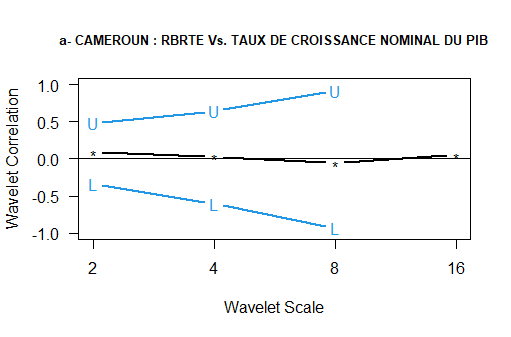 a- CAMEROUN : RBRTE Vs. TAUX DE CROISSANCE NOMINAL DU PIB
Wavelet Correlation
1.0
0.5
0.0
-0.5
-1.0
U U U
* * * *
L L L
2 4 8 16
Wavelet Scale